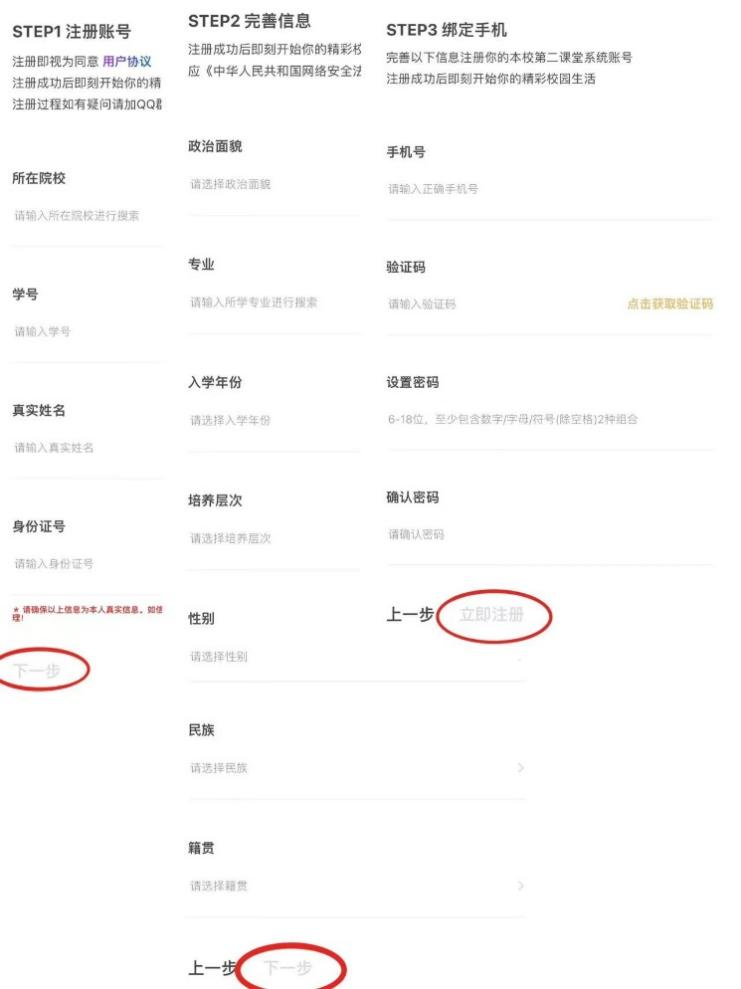 STEP1 注册账号
注册即视为同意 用户协议
注册成功后即刻开始你的精
注册过程如有疑问请加QQ
所在院校
请输入所在院校进行搜索
学号
请输入学号
真实姓名
请输入真实姓名
身份证号
请输入身份证号
★ 请确保以上信息为本人真实信息，如信
理！
下一步
STEP2 完善信息
注册成功后即刻开始你的精彩校
应《中华人民共和国网络安全法
政治面貌
请选择政治面貌
专业
请输入所学专业进行搜索
入学年份
请选择入学年份
培养层次
请选择培养层次
性别
请选择性别
民族
请选择民族
籍贯
请选择籍贯
上一步 下一步
STEP3 绑定手机
完善以下信息注册你的本校第二课堂系统账号
注册成功后即刻开始你的精彩校园生活
手机号
请输入正确手机号
验证码
请输入验证码 点击获取验证码
设置密码
6-18位，至少包含数字/字母/符号(除空格)2种组合
确认密码
请确认密码
上一步 立即注册